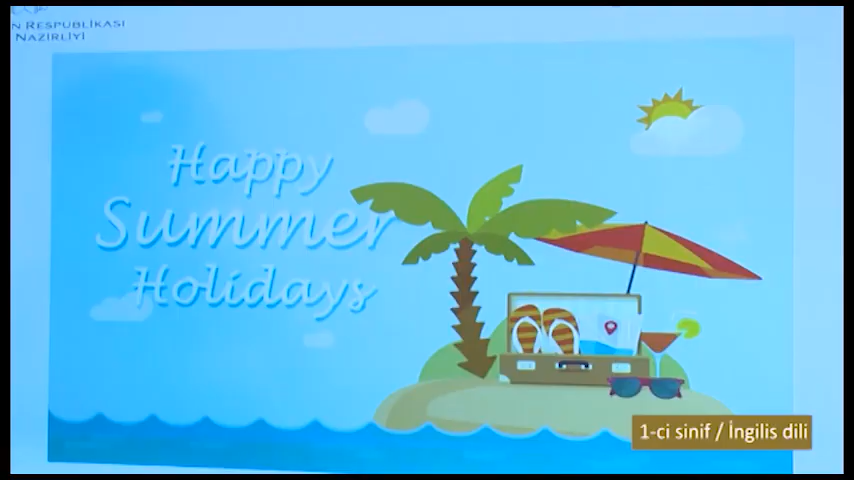 N RESPUBLİKASI
NAZİRLİYİ
Happy
Summer
Holidays
1-ci sinif / İngilis dili